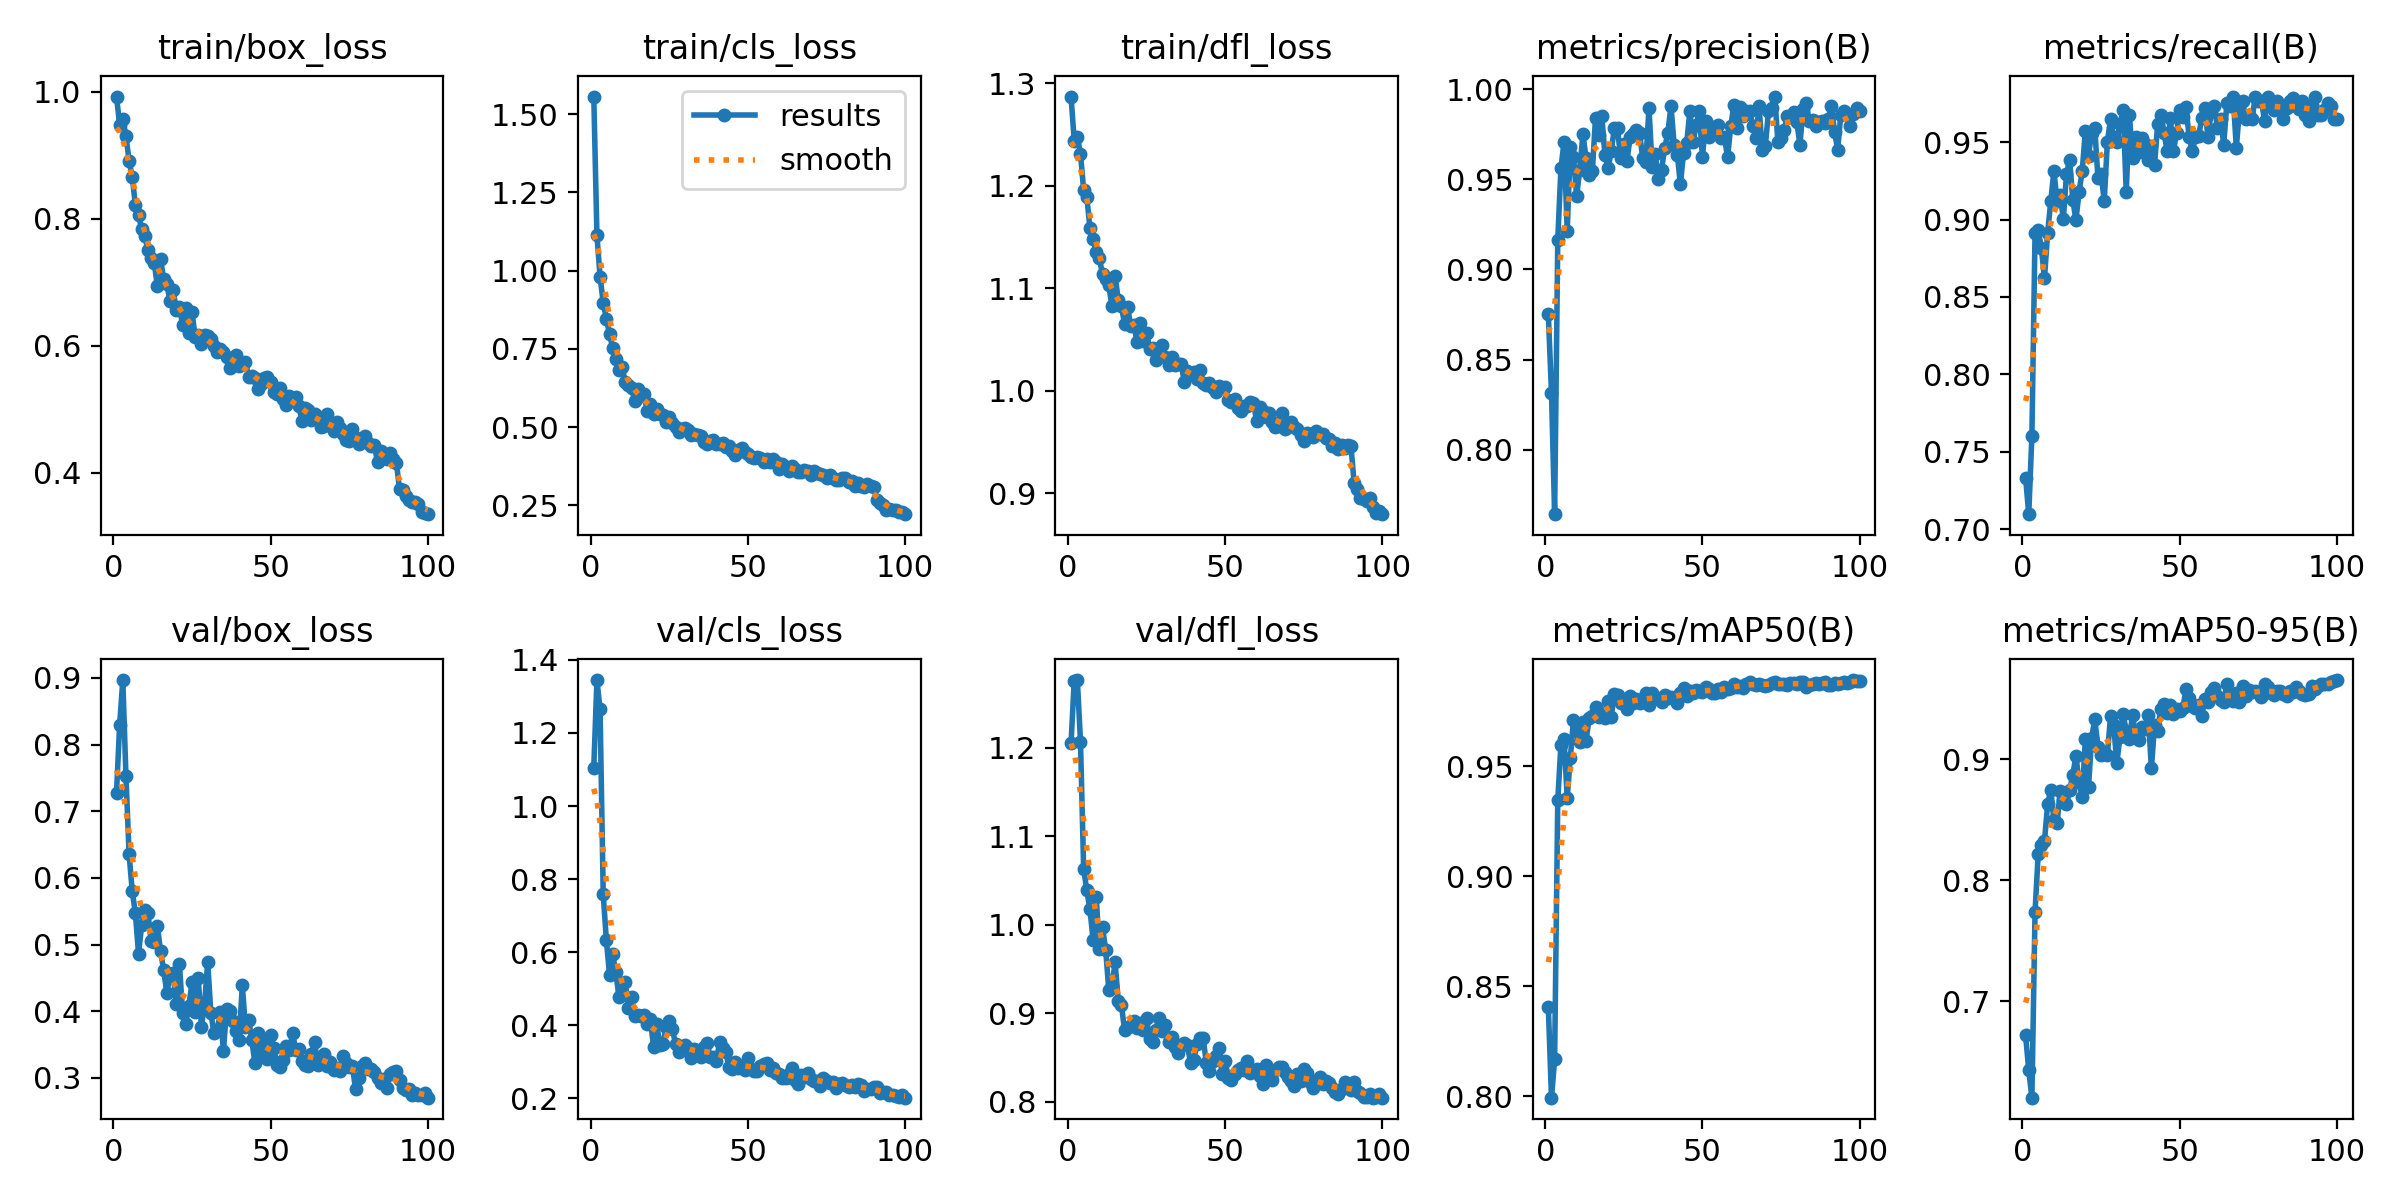 train/box_loss
1.0
0.8
0.6
0.4
0 50 100
train/cls_loss
results
smooth
1.50
1.25
1.00
0.75
0.50
0.25
0 50 100
train/dfl_loss
1.3
1.2
1.1
1.0
0.9
0 50 100
metrics/precision(B)
1.00
0.95
0.90
0.85
0.80
0 50 100
metrics/recall(B)
0.95
0.90
0.85
0.80
0.75
0.70
0 50 100
val/box_loss
0.9
0.8
0.7
0.6
0.5
0.4
0.3
0 50 100
val/cls_loss
1.4
1.2
1.0
0.8
0.6
0.4
0.2
0 50 100
val/dfl_loss
1.2
1.1
1.0
0.9
0.8
0 50 100
metrics/mAP50(B)
0.95
0.90
0.85
0.80
0 50 100
metrics/mAP50-95(B)
0.9
0.8
0.7
0 50 100